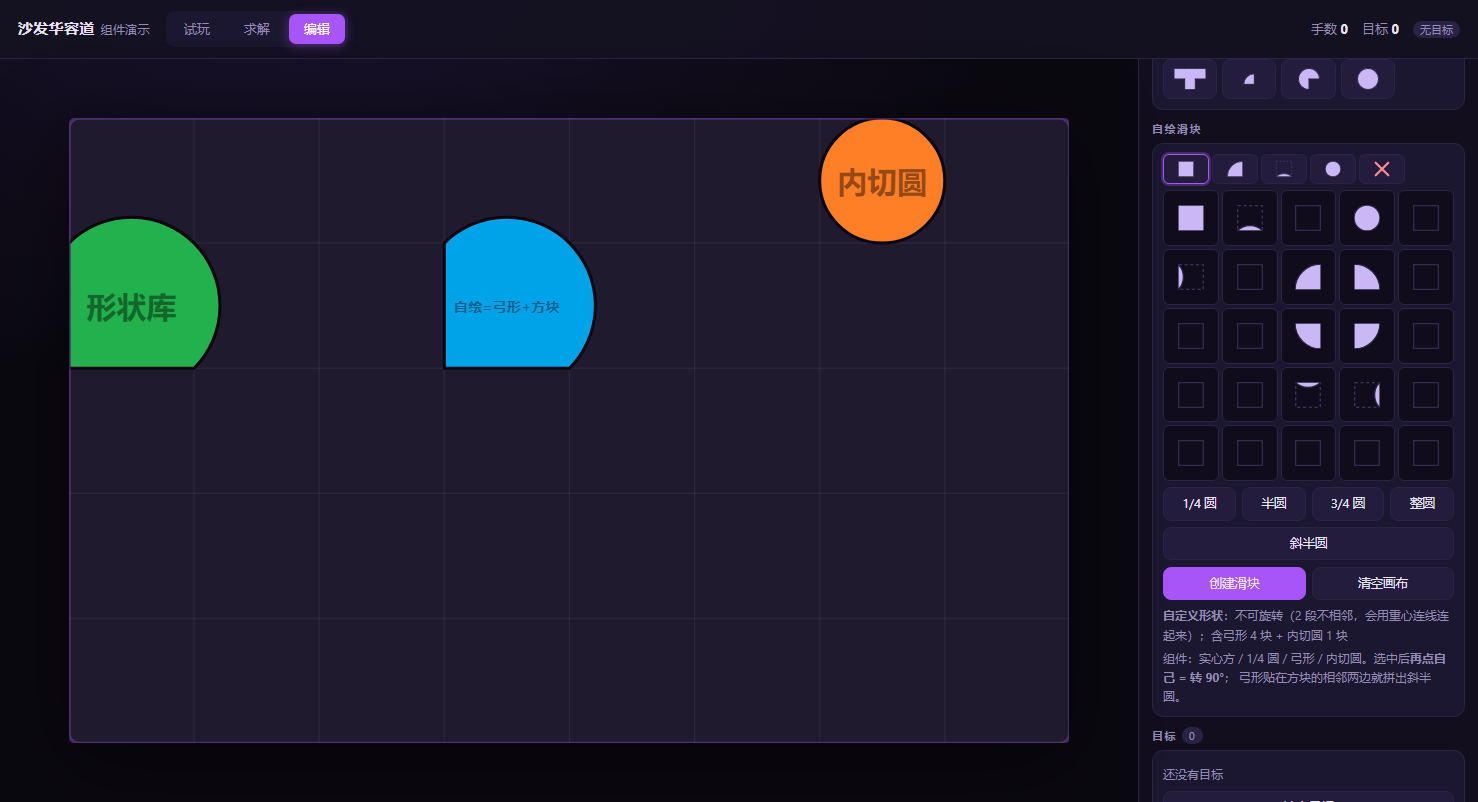 沙发华容道 组件演示 试玩 求解 编辑 手数 0 目标 0 无目标
自绘滑块
内切圆
形状库
自绘=弓形+方块
1/4 圆 半圆 3/4 圆 整圆
斜半圆
创建滑块 清空画布
自定义形状：不可旋转（2 段不相邻，会用重心连线连
起来）；含弓形 4 块 + 内切圆 1 块
组件：实心方 / 1/4 圆 / 弓形 / 内切圆。选中后再点自
己 = 转 90°； 弓形贴在方块的相邻两边就拼出斜半
圆。
目标 0
还没有目标